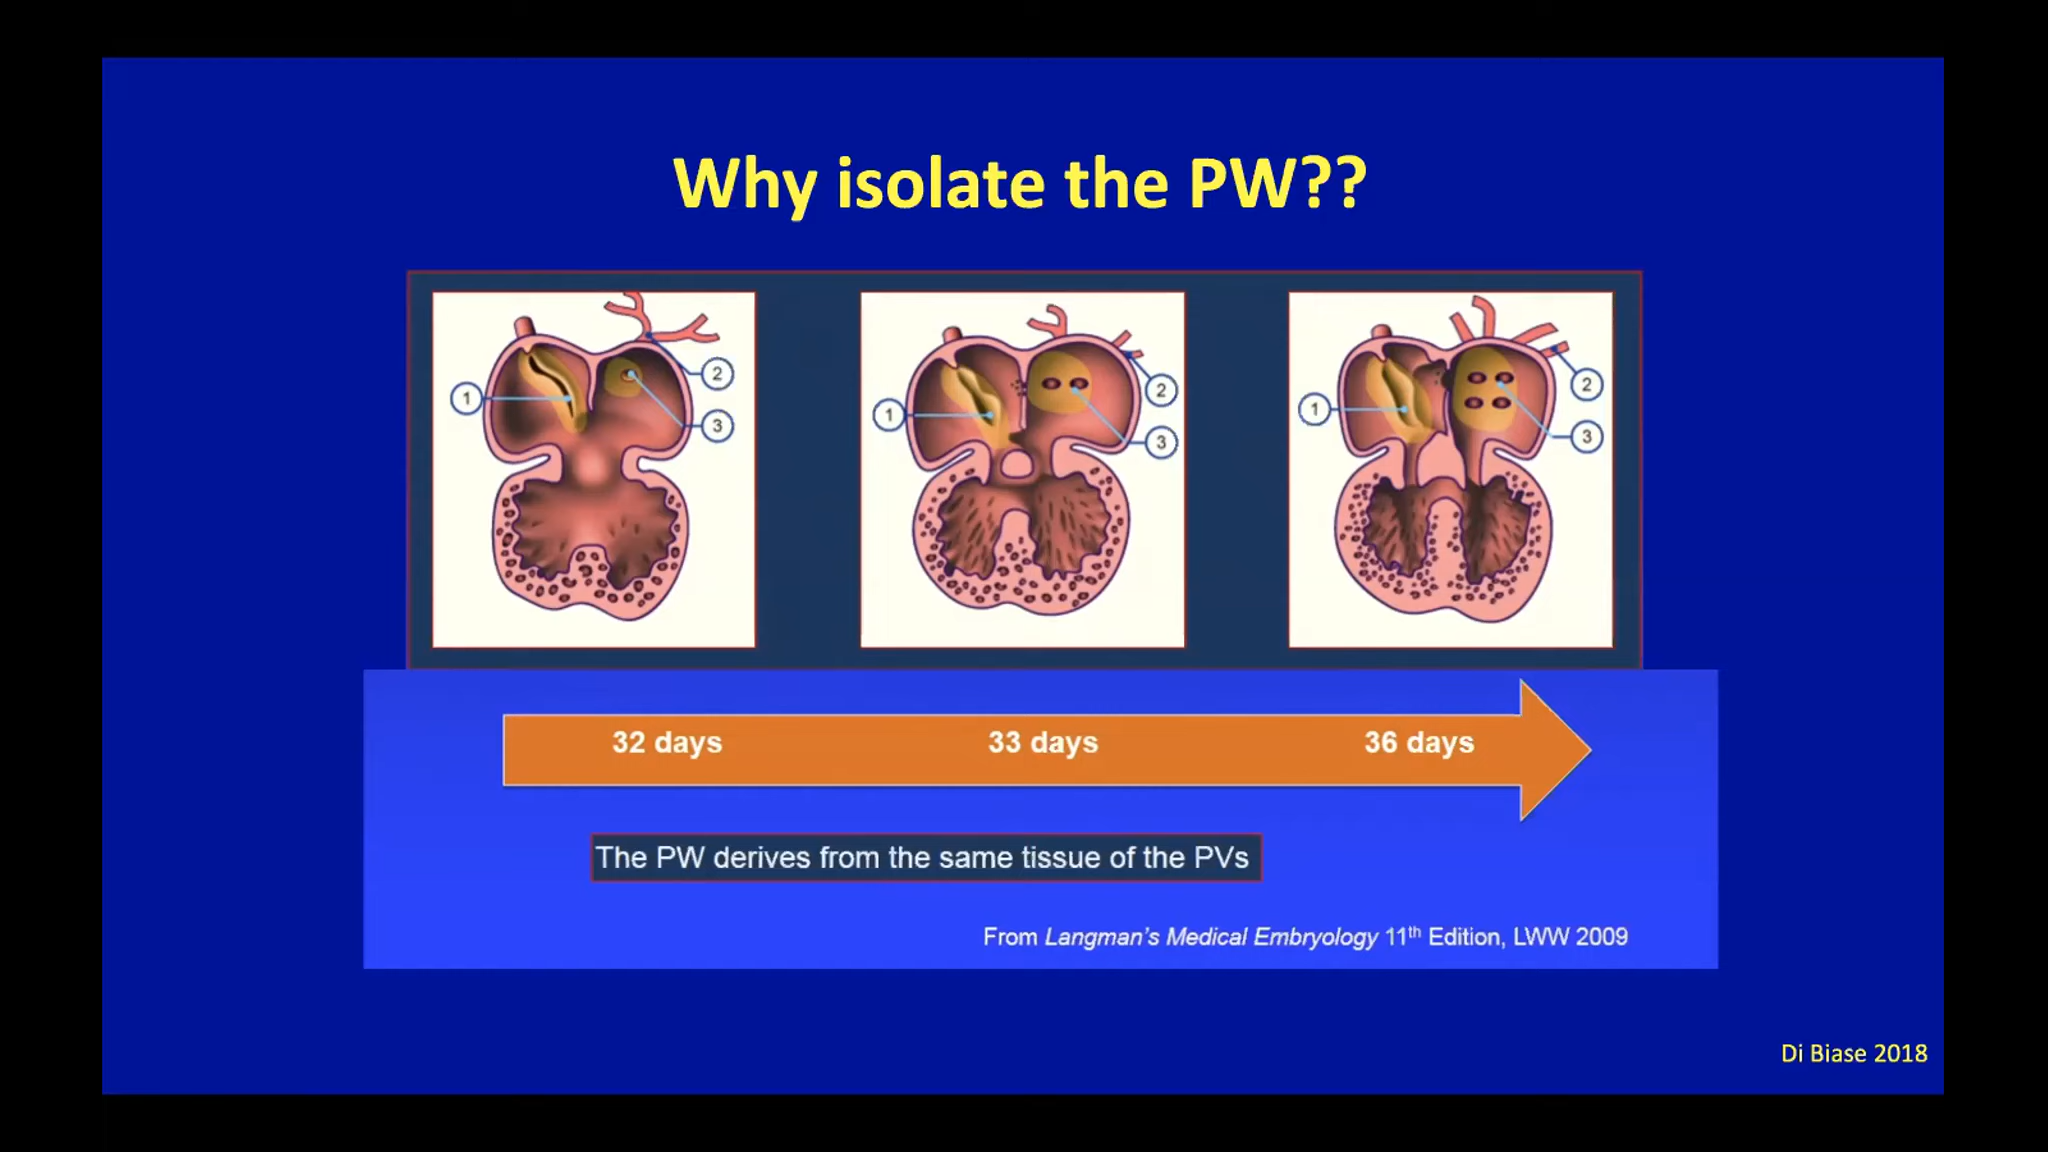 Why isolate the PW??
1
2
3
1
2
3
1
2
3
32 days 33 days 36 days
The PW derives from the same tissue of the PVs
From Langman's Medical Embryology 11th Edition, LWW 2009
Di Biase 2018